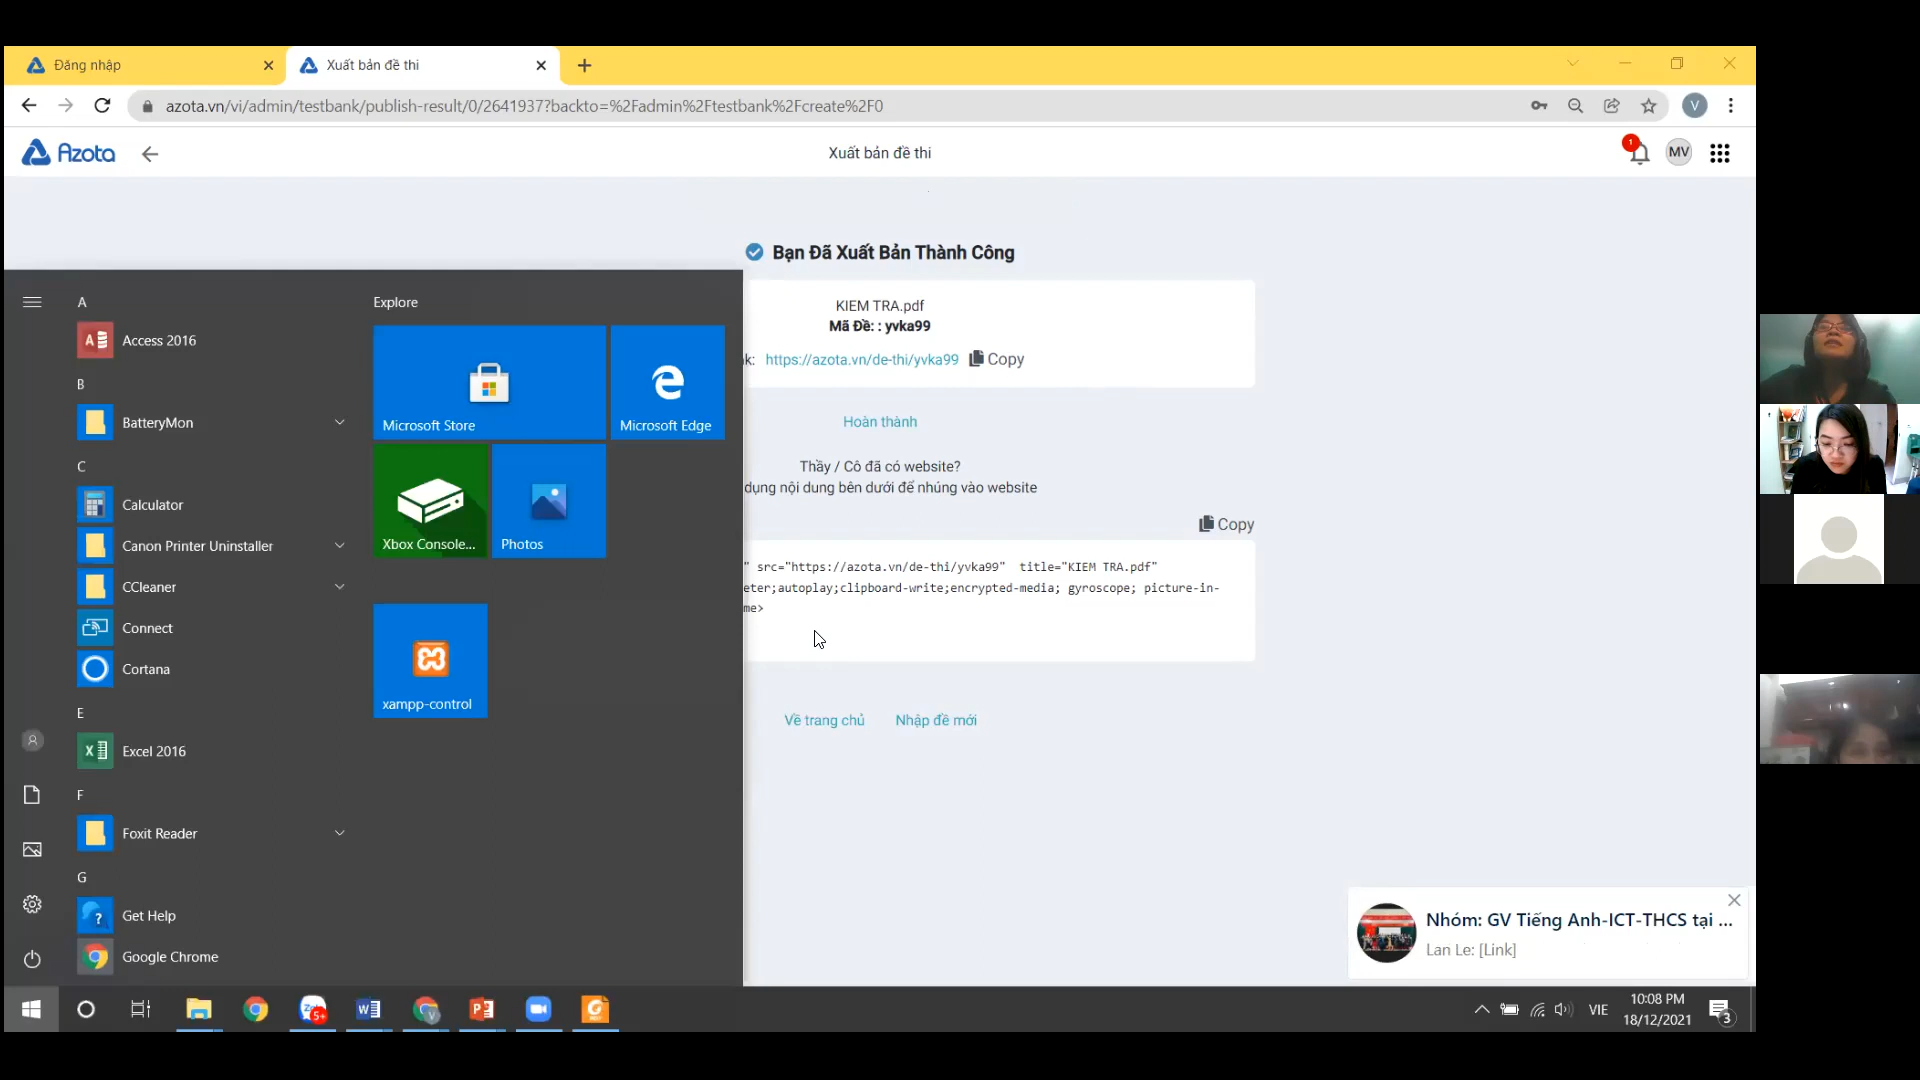 Đăng nhập
Xuất bản đề thi
azota.vn/vi/admin/testbank/publish-result/0/2641937?backto=%2Fadmin%2Ftestbank%2Fcreate%2F0
V
Azota
Xuất bản đề thi
1
MV
Bạn Đã Xuất Bản Thành Công
KIEM TRA.pdf
Mã Đề: : yvka99
k: https://azota.vn/de-thi/yvka99 Copy
Hoàn thành
Thầy / Cô đã có website?
dụng nội dung bên dưới để nhúng vào website
Copy
" src="https://azota.vn/de-thi/yvka99" title="KIEM TRA.pdf"
eter;autoplay;clipboard-write;encrypted-media; gyroscope; picture-in-
me>
Về trang chủ Nhập đề mới
A
Access 2016
B
BatteryMon
C
Calculator
Canon Printer Uninstaller
CCleaner
Connect
Cortana
E
Excel 2016
F
Foxit Reader
G
Get Help
Google Chrome
Explore
Microsoft Store
Microsoft Edge
Xbox Console...
Photos
xampp-control
Nhóm: GV Tiếng Anh-ICT-THCS tại ...
Lan Le: [Link]
5+
VIE
10:08 PM
18/12/2021
3